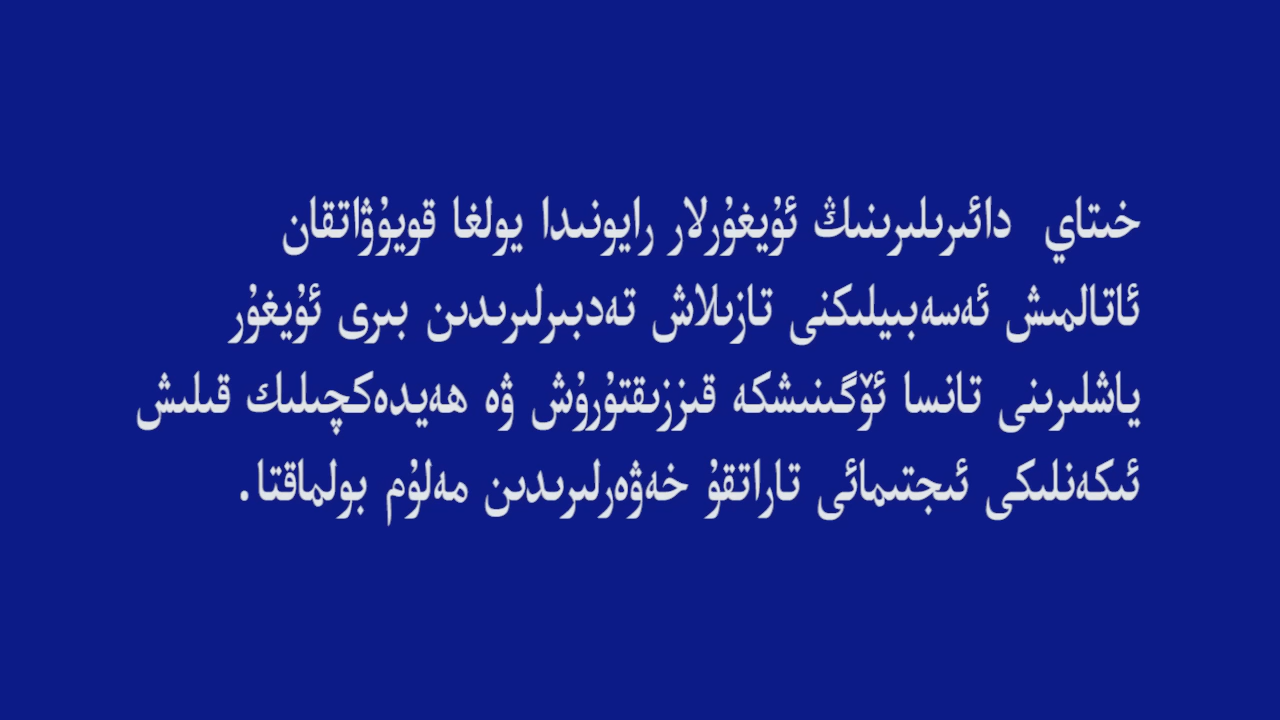 خىتاي دائىرىلىرىنىڭ ئۇيغۇرلار رايونىدا يولغا قويۇۋاتقان
ئاتالمىش ئەسەبىيلىكنى تازىلاش تەدبىرلىرىدىن بىرى ئۇيغۇر
ياشلىرىنى تانسا ئۆگىنىشكە قىززىقتۇرۇش ۋە ھەيدەكچىلىك قىلىش
ئىكەنلىكى ئىجتىمائى تاراتقۇ خەۋەرلىرىدىن مەلۇم بولماقتا.